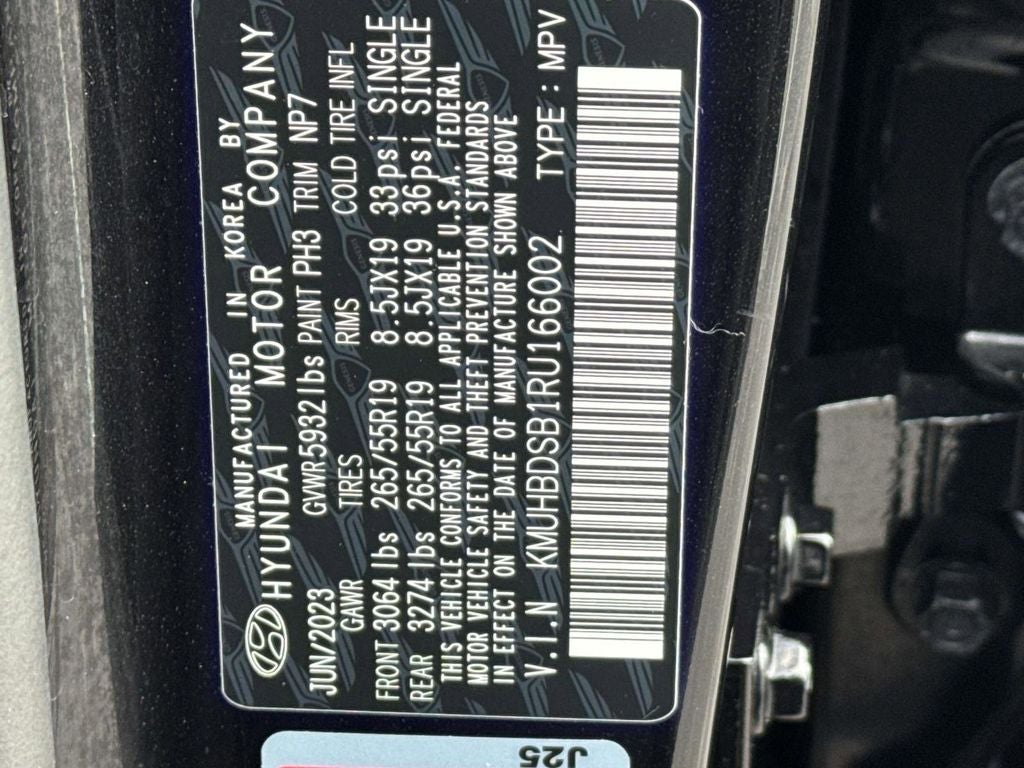 MANUFACTURED IN KOREA BY
HYUNDAI MOTOR COMPANY
JUN/2023 GVWR5932lbs PAINT PH3 TRIM NP7
GAWR TIRES RIMS COLD TIRE INFL
FRONT 3064lbs 265/55R19 8.5JX19 33psi SINGLE
REAR 3274lbs 265/55R19 8.5JX19 36psi SINGLE
THIS VEHICLE CONFORMS TO ALL APPLICABLE U.S.A. FEDERAL
MOTOR VEHICLE SAFETY AND THEFT PREVENTION STANDARDS
IN EFFECT ON THE DATE OF MANUFACTURE SHOWN ABOVE
V.I.N KMUHBDSB1RU166002 TYPE: MPV
J25